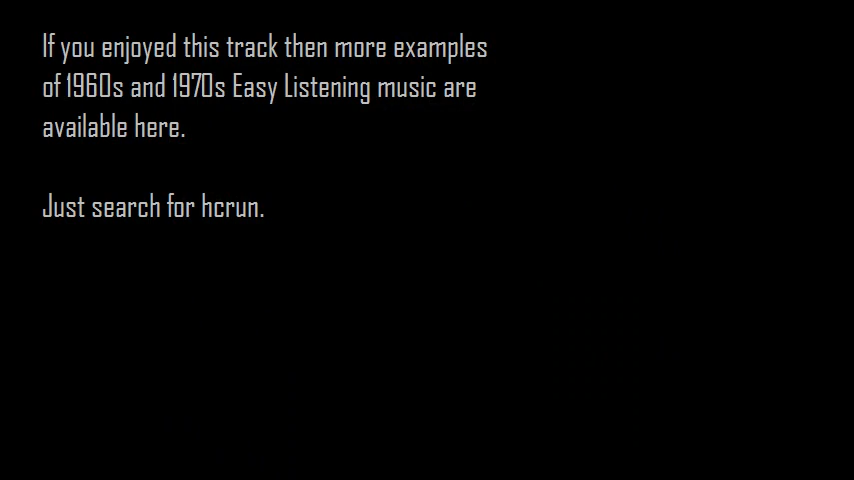 If you enjoyed this track then more examples
of 1960s and 1970s Easy Listening music are
available here.
Just search for hcrun.